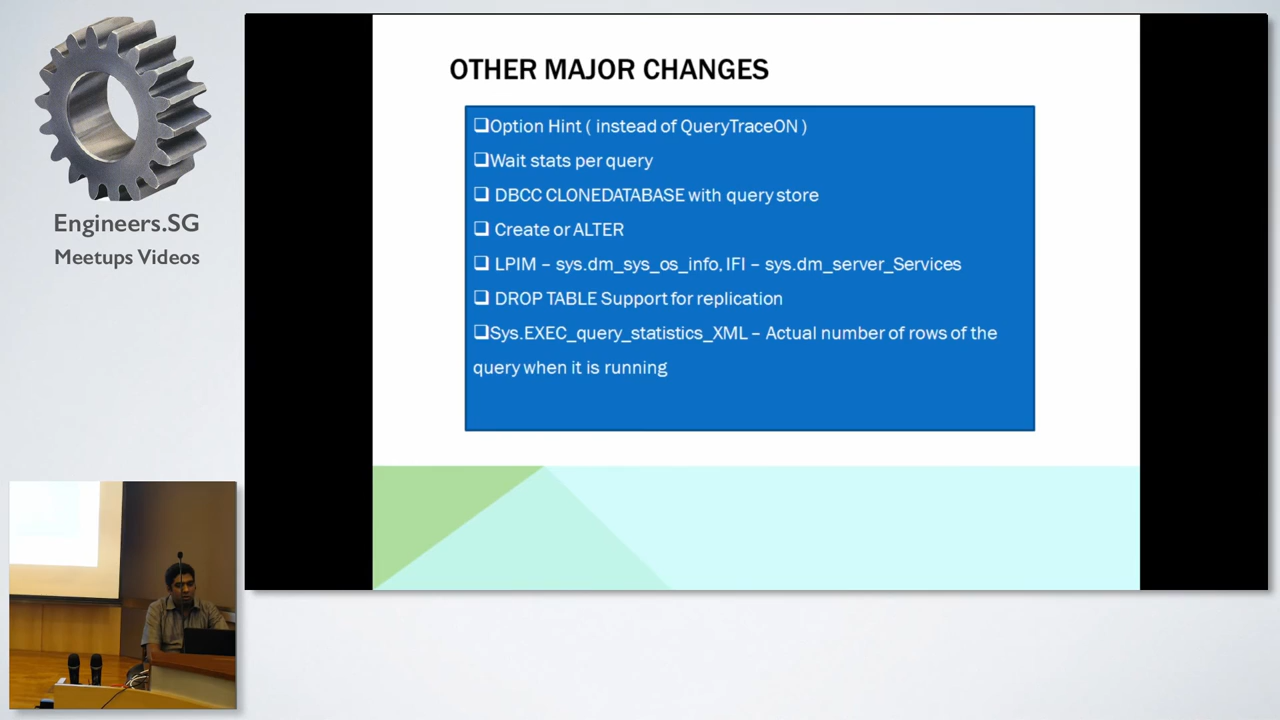 Engineers.SG
Meetups Videos
OTHER MAJOR CHANGES
Option Hint ( instead of QueryTraceON )
Wait stats per query
DBCC CLONEDATABASE with query store
Create or ALTER
LPIM – sys.dm_sys_os_info, IFI – sys.dm_server_Services
DROP TABLE Support for replication
Sys.EXEC_query_statistics_XML – Actual number of rows of the
query when it is running